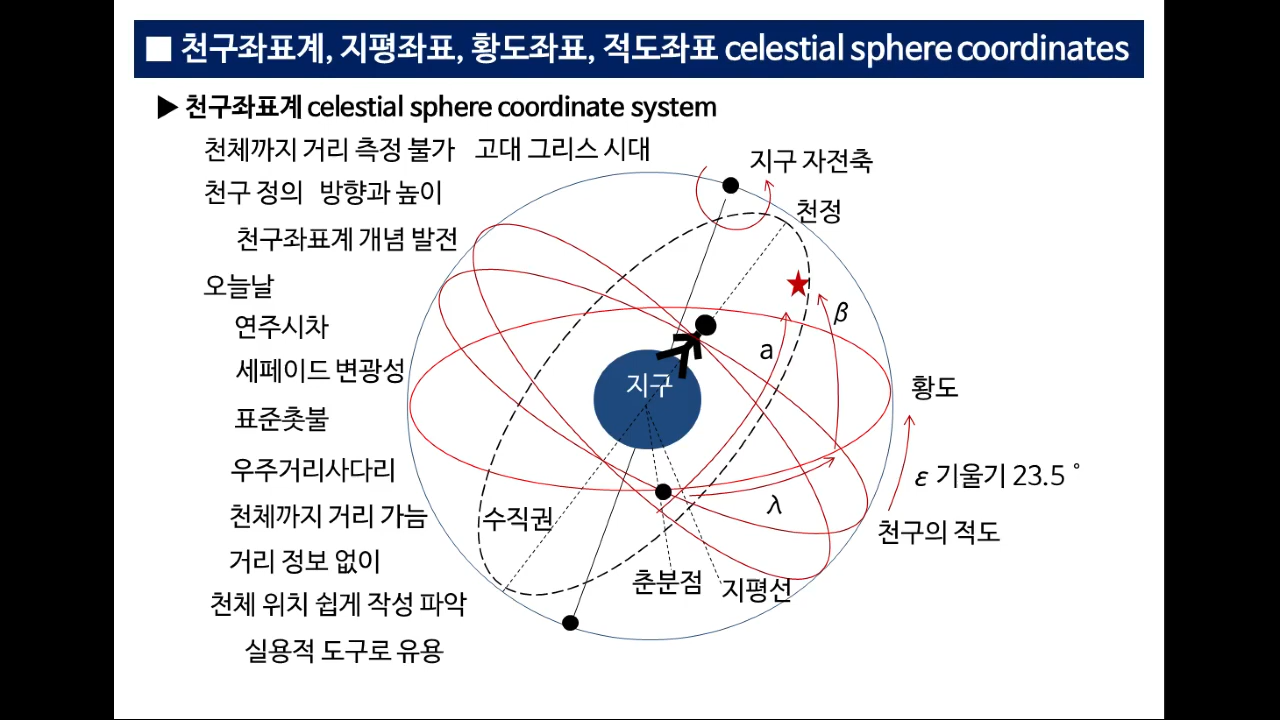 ■ 천구좌표계, 지평좌표, 황도좌표, 적도좌표 celestial sphere coordinates
▶ 천구좌표계 celestial sphere coordinate system
천체까지 거리 측정 불가 고대 그리스 시대
지구 자전축
천구 정의 방향과 높이
천정
천구좌표계 개념 발전
오늘날
연주시차
β
a
세페이드 변광성
지구
황도
표준촛불
우주거리사다리
ε 기울기 23.5˚
λ
천체까지 거리 가늠
수직권
천구의 적도
거리 정보 없이
춘분점
지평선
천체 위치 쉽게 작성 파악
실용적 도구로 유용